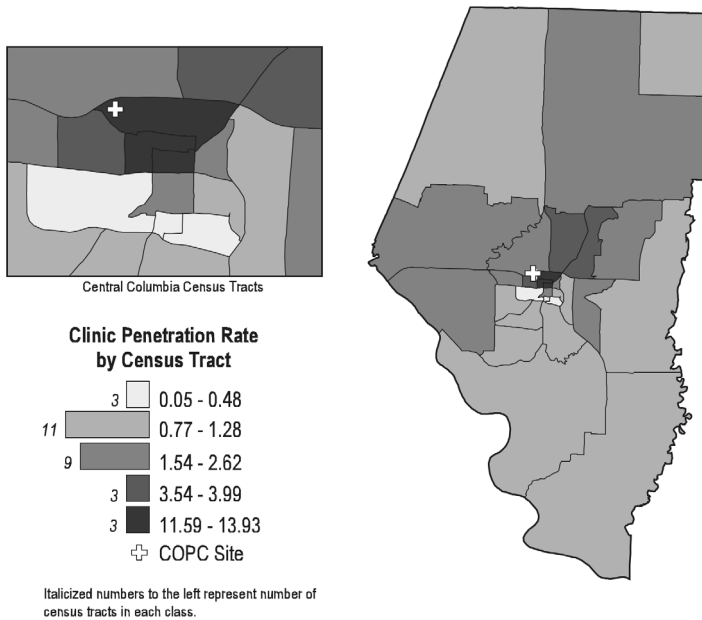 Central Columbia Census Tracts
Clinic Penetration Rate
by Census Tract
3 0.05 - 0.48
11 0.77 - 1.28
9 1.54 - 2.62
3 3.54 - 3.99
3 11.59 - 13.93
COPC Site
Italicized numbers to the left represent number of
census tracts in each class.